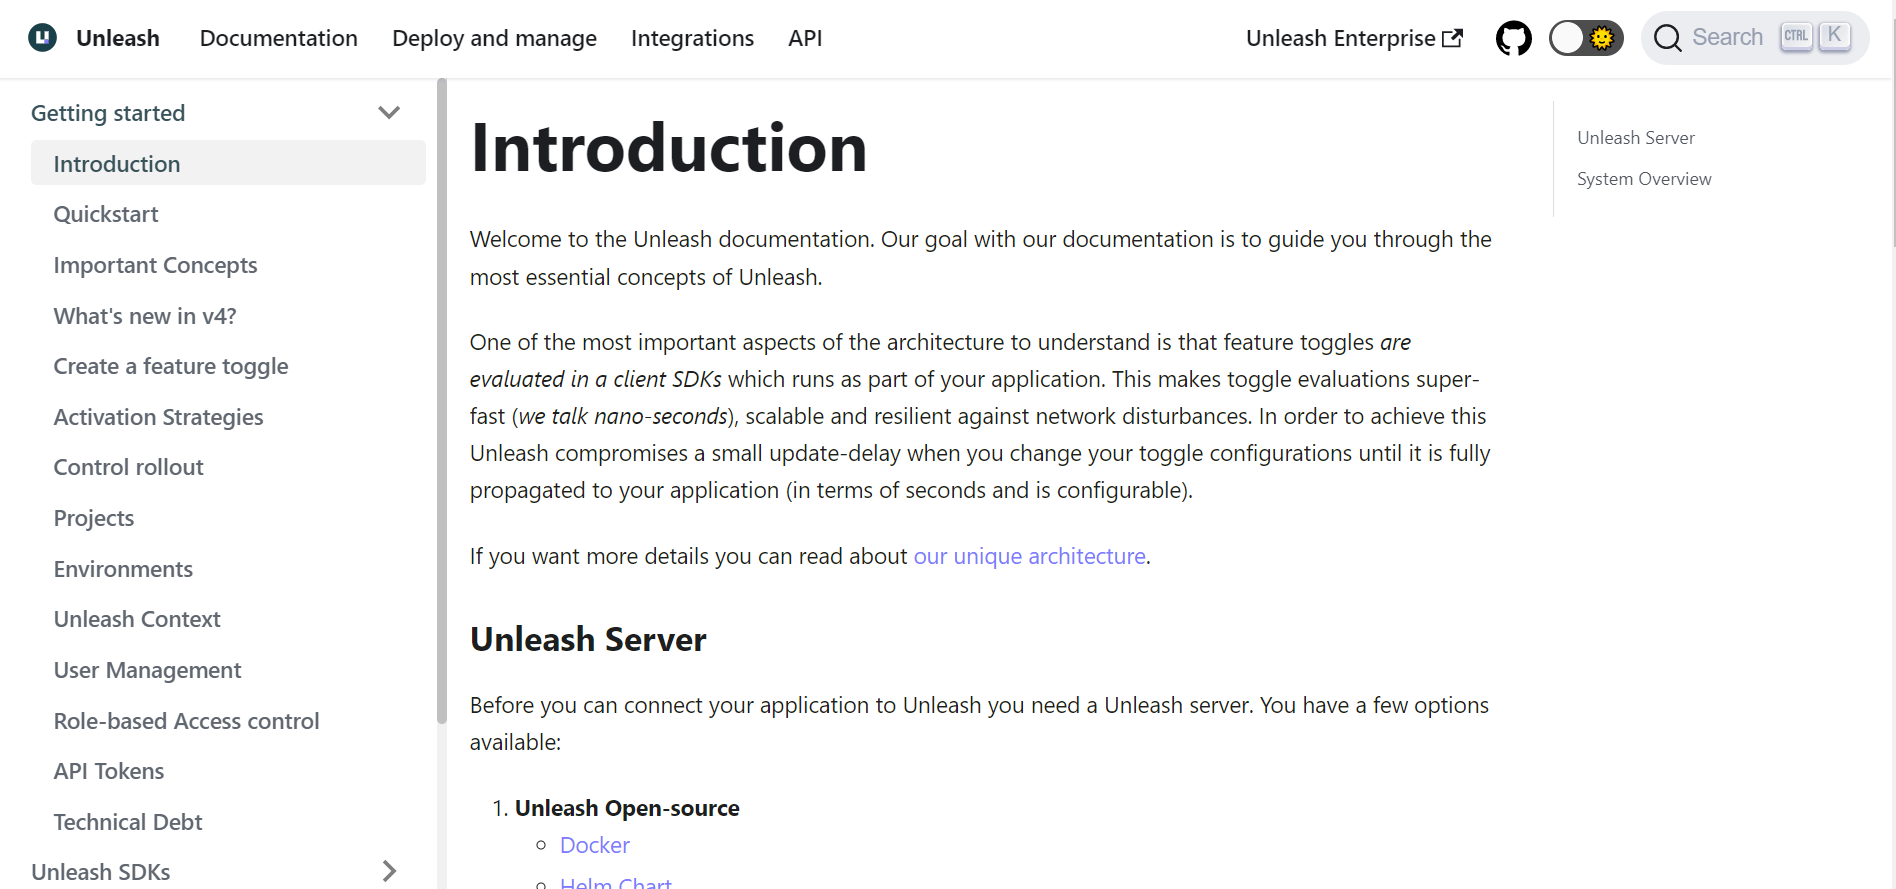 Unleash
Documentation
Deploy and manage
Integrations
API
Unleash Enterprise
Search
CTRL
K
Getting started
Introduction
Quickstart
Important Concepts
What's new in v4?
Create a feature toggle
Activation Strategies
Control rollout
Projects
Environments
Unleash Context
User Management
Role-based Access control
API Tokens
Technical Debt
Unleash SDKs
Introduction
Welcome to the Unleash documentation. Our goal with our documentation is to guide you through the
most essential concepts of Unleash.
One of the most important aspects of the architecture to understand is that feature toggles are
evaluated in a client SDKs which runs as part of your application. This makes toggle evaluations super-
fast (we talk nano-seconds), scalable and resilient against network disturbances. In order to achieve this
Unleash compromises a small update-delay when you change your toggle configurations until it is fully
propagated to your application (in terms of seconds and is configurable).
If you want more details you can read about our unique architecture.
Unleash Server
Before you can connect your application to Unleash you need a Unleash server. You have a few options
available:
1. Unleash Open-source
Docker
Helm Chart
Unleash Server
System Overview